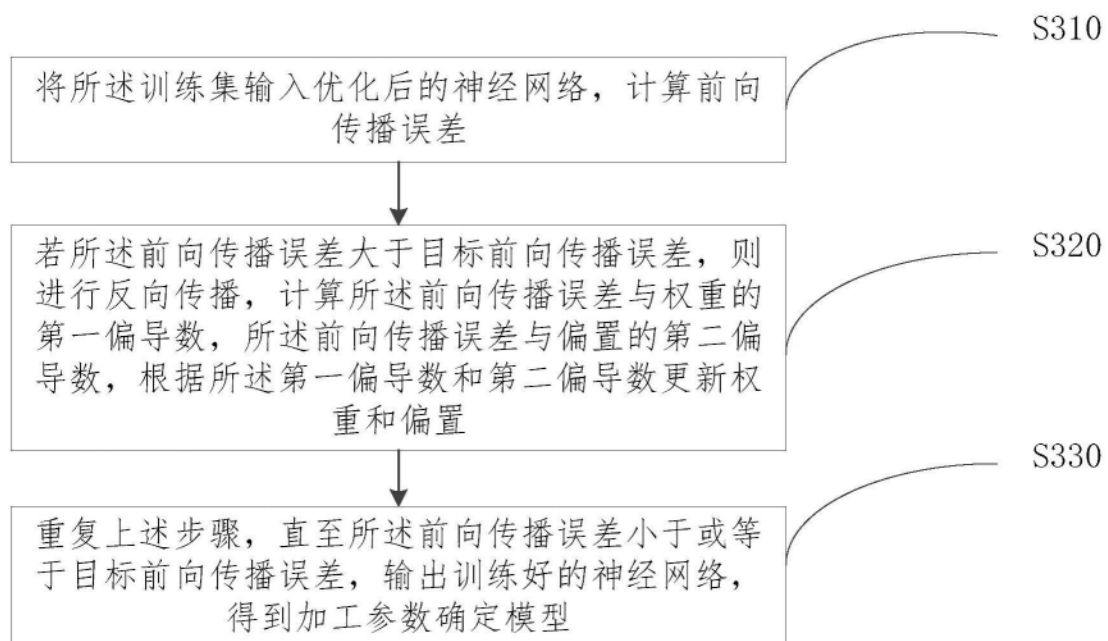 S310
将所述训练集输入优化后的神经网络，计算前向
传播误差
S320
若所述前向传播误差大于目标前向传播误差，则
进行反向传播，计算所述前向传播误差与权重的
第一偏导数，所述前向传播误差与偏置的第二偏
导数，根据所述第一偏导数和第二偏导数更新权
重和偏置
S330
重复上述步骤，直至所述前向传播误差小于或等
于目标前向传播误差，输出训练好的神经网络，
得到加工参数确定模型